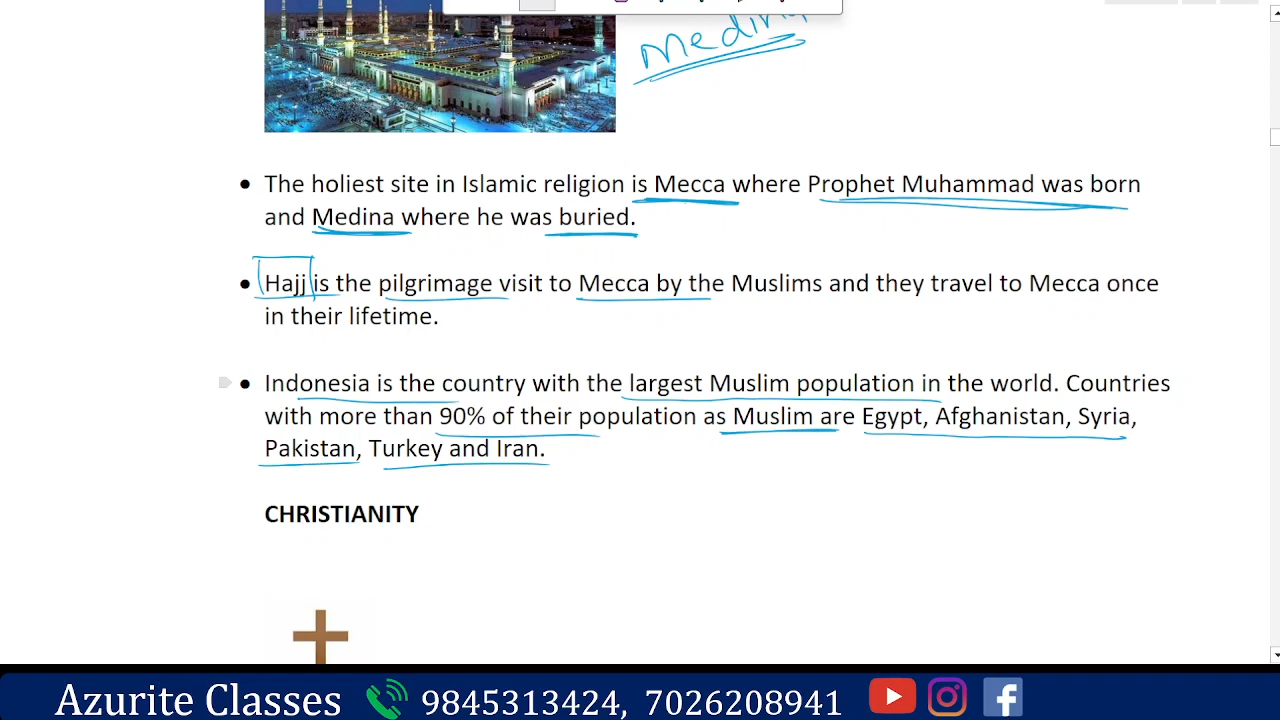 Medina
• The holiest site in Islamic religion is Mecca where Prophet Muhammad was born
and Medina where he was buried.
• Hajj is the pilgrimage visit to Mecca by the Muslims and they travel to Mecca once
in their lifetime.
• Indonesia is the country with the largest Muslim population in the world. Countries
with more than 90% of their population as Muslim are Egypt, Afghanistan, Syria,
Pakistan, Turkey and Iran.
CHRISTIANITY
Azurite Classes 9845313424, 7026208941